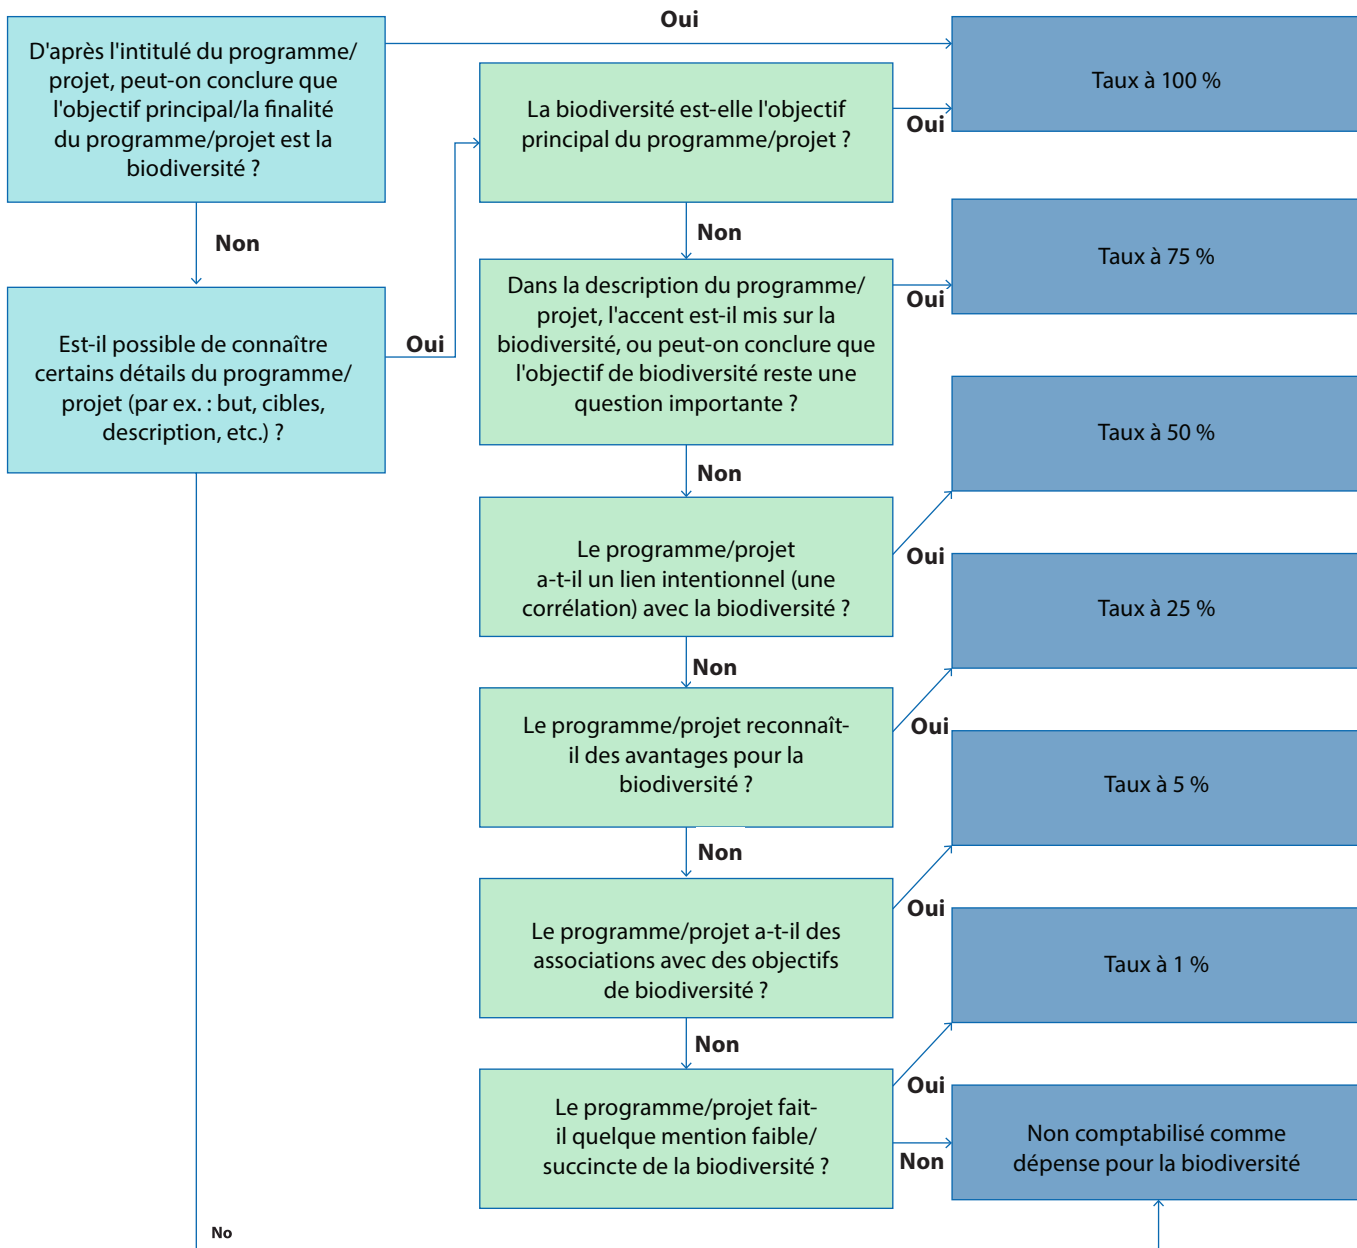 Oui
D'après l'intitulé du programme/
projet, peut-on conclure que
l'objectif principal/la finalité
du programme/projet est la
biodiversité ?
La biodiversité est-elle l'objectif
principal du programme/projet ?
Oui
Taux à 100 %
Non
Non
Est-il possible de connaître
certains détails du programme/
projet (par ex. : but, cibles,
description, etc.) ?
Oui
Dans la description du programme/
projet, l'accent est-il mis sur la
biodiversité, ou peut-on conclure que
l'objectif de biodiversité reste une
question importante ?
Oui
Taux à 75 %
Non
Le programme/projet
a-t-il un lien intentionnel (une
corrélation) avec la biodiversité ?
Oui
Taux à 50 %
Non
Le programme/projet reconnaît-
il des avantages pour la
biodiversité ?
Oui
Taux à 25 %
Non
Le programme/projet a-t-il des
associations avec des objectifs
de biodiversité ?
Oui
Taux à 5 %
Non
Le programme/projet fait-
il quelque mention faible/
succincte de la biodiversité ?
Oui
Taux à 1 %
Non
Non comptabilisé comme
dépense pour la biodiversité
No